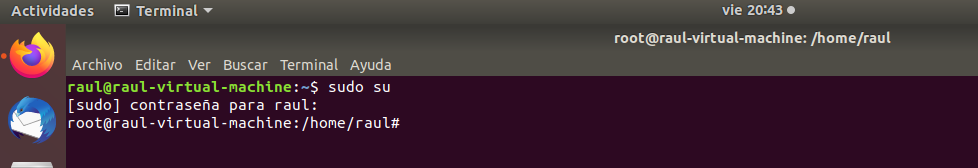 Actividades Terminal vie 20:43
root@raul-virtual-machine: /home/raul
Archivo Editar Ver Buscar Terminal Ayuda
raul@raul-virtual-machine:~$ sudo su
[sudo] contraseña para raul:
root@raul-virtual-machine:/home/raul#